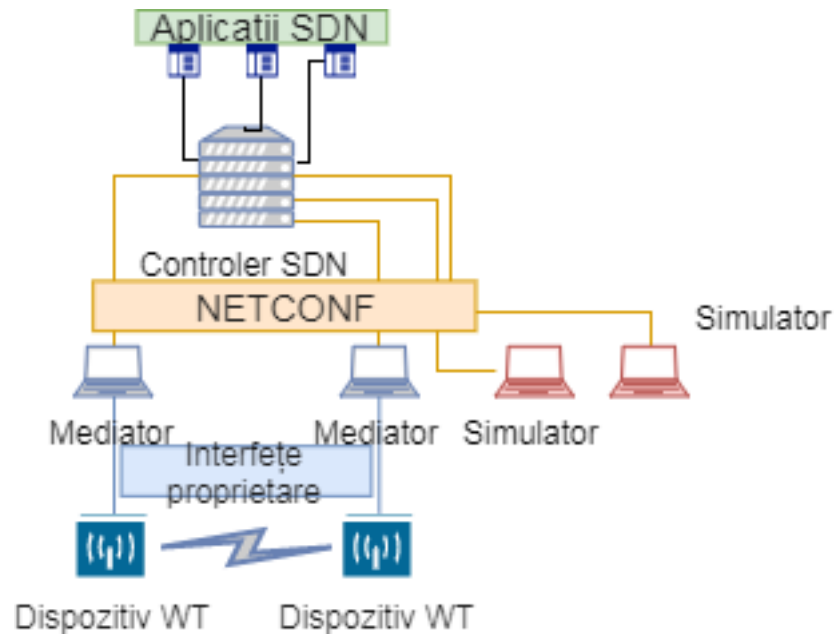 Aplicatii SDN
Controler SDN
NETCONF
Simulator
Mediator
Mediator
Simulator
Interfețe
proprietare
Dispozitiv WT
Dispozitiv WT